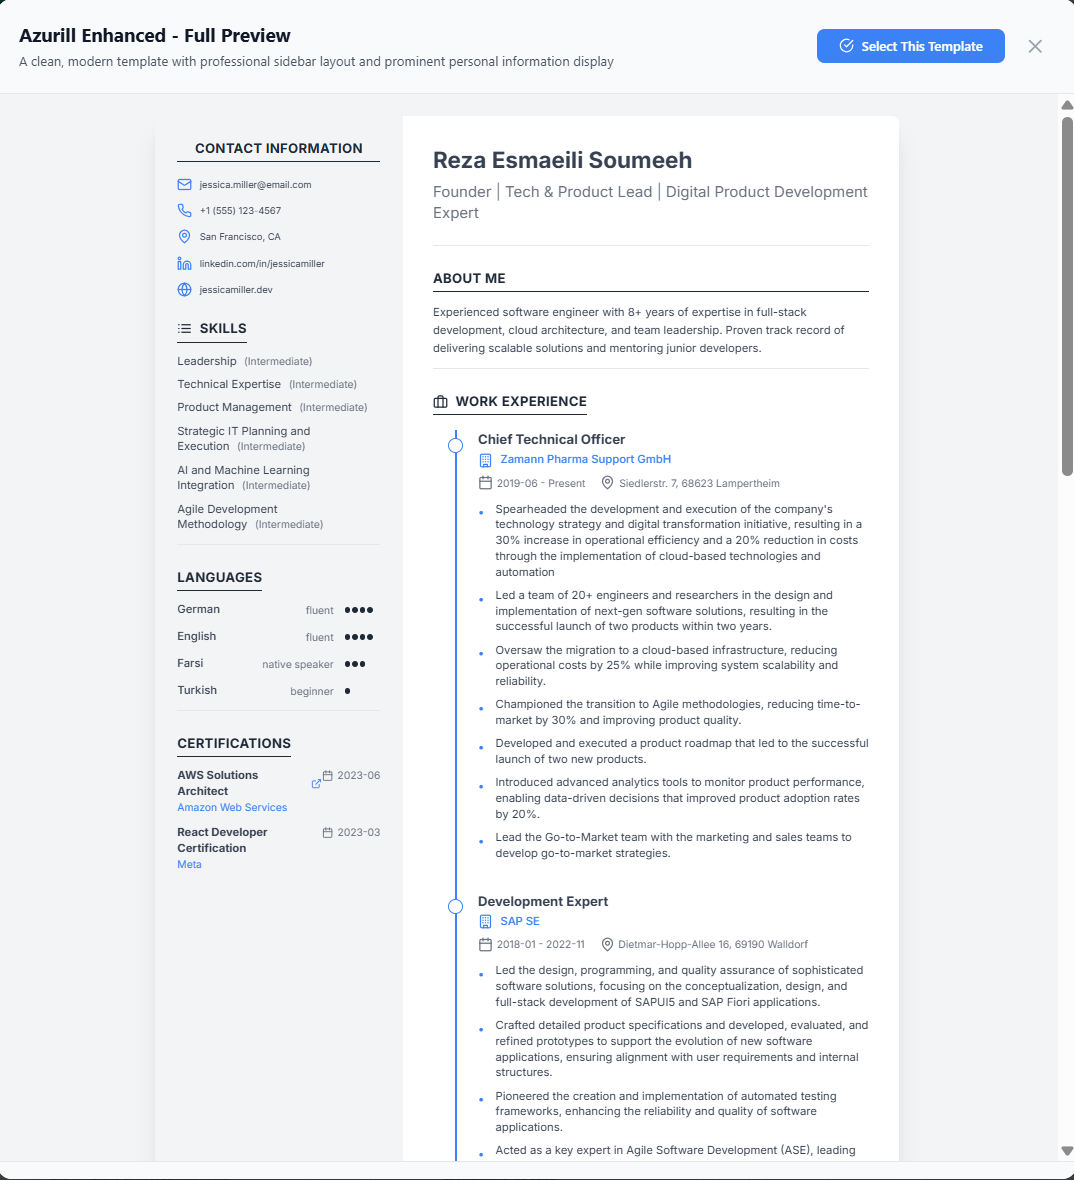 Azurill Enhanced - Full Preview
A clean, modern template with professional sidebar layout and prominent personal information display
Select This Template
CONTACT INFORMATION
jessica.miller@email.com
+1 (555) 123-4567
San Francisco, CA
linkedin.com/in/jessicamiller
jessicamiller.dev
SKILLS
Leadership (Intermediate)
Technical Expertise (Intermediate)
Product Management (Intermediate)
Strategic IT Planning and
Execution (Intermediate)
AI and Machine Learning
Integration (Intermediate)
Agile Development
Methodology (Intermediate)
LANGUAGES
German fluent
English fluent
Farsi native speaker
Turkish beginner
CERTIFICATIONS
AWS Solutions
Architect
2023-06
Amazon Web Services
React Developer
Certification
2023-03
Meta
Reza Esmaeili Soumeeh
Founder | Tech & Product Lead | Digital Product Development
Expert
ABOUT ME
Experienced software engineer with 8+ years of expertise in full-stack
development, cloud architecture, and team leadership. Proven track record of
delivering scalable solutions and mentoring junior developers.
WORK EXPERIENCE
Chief Technical Officer
Zamann Pharma Support GmbH
2019-06 - Present Siedlerstr. 7, 68623 Lampertheim
• Spearheaded the development and execution of the company's
technology strategy and digital transformation initiative, resulting in a
30% increase in operational efficiency and a 20% reduction in costs
through the implementation of cloud-based technologies and
automation
• Led a team of 20+ engineers and researchers in the design and
implementation of next-gen software solutions, resulting in the
successful launch of two products within two years.
• Oversaw the migration to a cloud-based infrastructure, reducing
operational costs by 25% while improving system scalability and
reliability.
• Championed the transition to Agile methodologies, reducing time-to-
market by 30% and improving product quality.
• Developed and executed a product roadmap that led to the successful
launch of two new products.
• Introduced advanced analytics tools to monitor product performance,
enabling data-driven decisions that improved product adoption rates
by 20%.
• Lead the Go-to-Market team with the marketing and sales teams to
develop go-to-market strategies.
Development Expert
SAP SE
2018-01 - 2022-11 Dietmar-Hopp-Allee 16, 69190 Walldorf
• Led the design, programming, and quality assurance of sophisticated
software solutions, focusing on the conceptualization, design, and
full-stack development of SAPUI5 and SAP Fiori applications.
• Crafted detailed product specifications and developed, evaluated, and
refined prototypes to support the evolution of new software
applications, ensuring alignment with user requirements and internal
structures.
• Pioneered the creation and implementation of automated testing
frameworks, enhancing the reliability and quality of software
applications.
• Acted as a key expert in Agile Software Development (ASE), leading